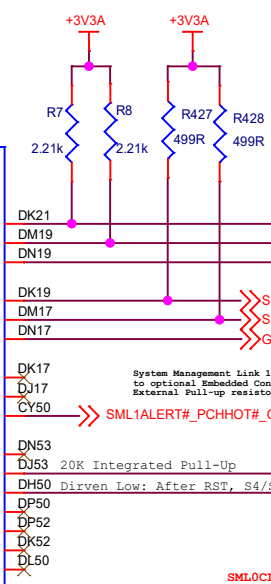 +3V3A +3V3A
R7 R8 R427 R428
2.21k 2.21k 499R 499R
DK21
DM19
DN19
DK19 S
DM17 S
DN17 G
System Management Link 1
to optional Embedded Con
External Pull-up resisto
DK17
DJ17
CY50 SML1ALERT#_PCHHOT#_
DN53
DJ53 20K Integrated Pull-Up
DH50 Dirven Low: After RST, S4/
DP50
DP52
DK52
DL50
SML0C